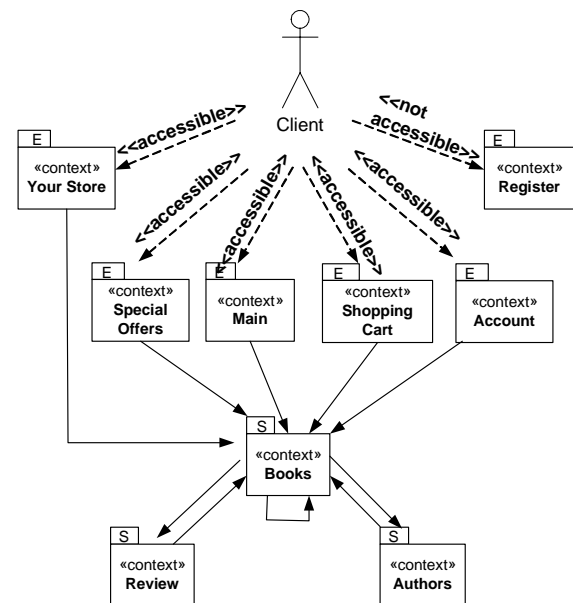 Client
<<accessible>>
<<accessible>>
<<accessible>>
<<accessible>>
<<accessible>>
<<not
accessible>>
E
«context»
Your Store
E
«context»
Register
E
«context»
Special
Offers
E
«context»
Main
E
«context»
Shopping
Cart
E
«context»
Account
S
«context»
Books
S
«context»
Review
S
«context»
Authors